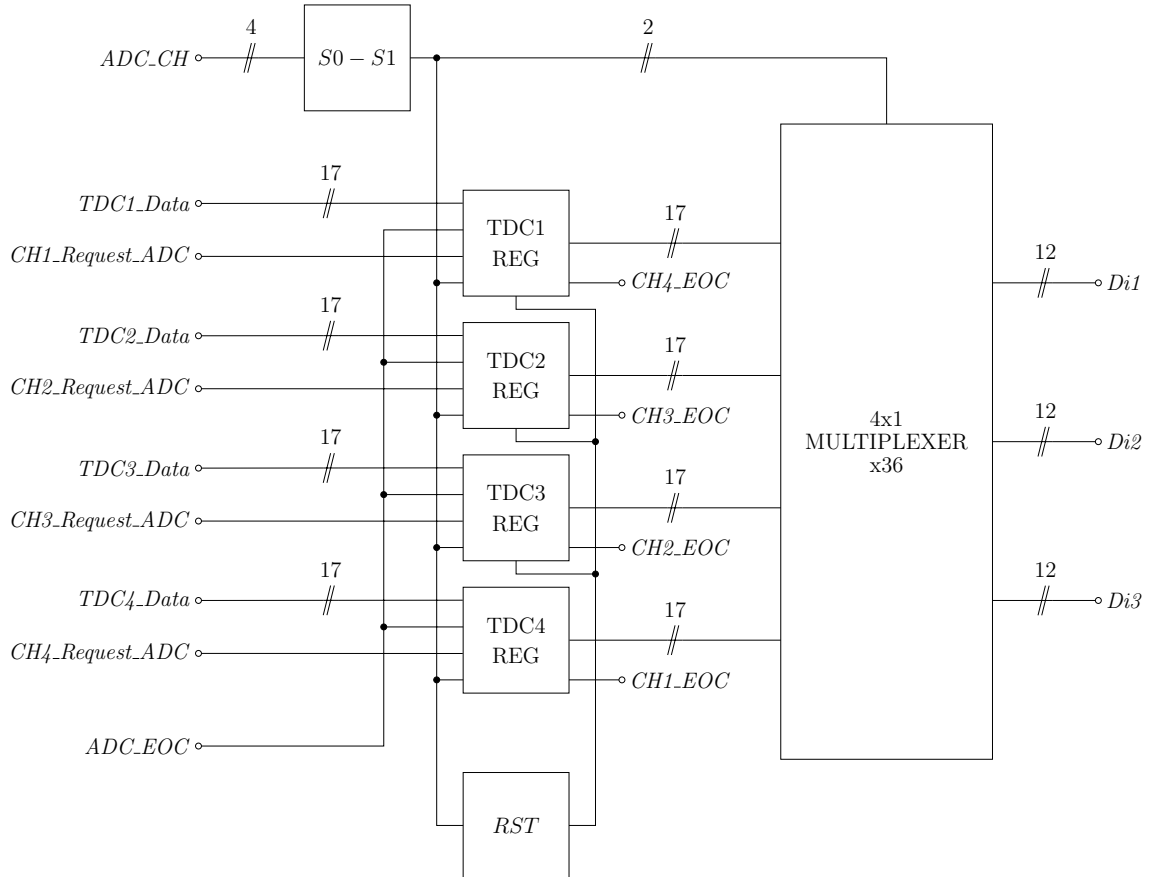 4
2
ADC_CH
S0 − S1
17
TDC1_Data
TDC1
REG
17
CH1_Request_ADC
CH4_EOC
12
Di1
17
TDC2_Data
TDC2
REG
17
CH2_Request_ADC
CH3_EOC
4x1
MULTIPLEXER
x36
12
Di2
17
TDC3_Data
TDC3
REG
17
CH3_Request_ADC
CH2_EOC
12
Di3
17
TDC4_Data
TDC4
REG
17
CH4_Request_ADC
CH1_EOC
ADC_EOC
RST